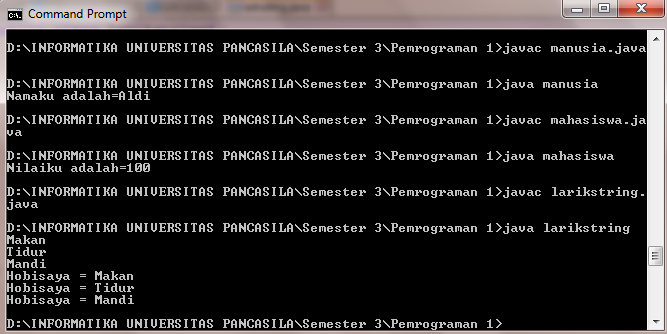 Command Prompt
D:\INFORMATIKA UNIVERSITAS PANCASILA\Semester 3\Pemrograman 1>javac manusia.java
D:\INFORMATIKA UNIVERSITAS PANCASILA\Semester 3\Pemrograman 1>java manusia
Namaku adalah=Aldi
D:\INFORMATIKA UNIVERSITAS PANCASILA\Semester 3\Pemrograman 1>javac mahasiswa.ja
va
D:\INFORMATIKA UNIVERSITAS PANCASILA\Semester 3\Pemrograman 1>java mahasiswa
Nilaiku adalah=100
D:\INFORMATIKA UNIVERSITAS PANCASILA\Semester 3\Pemrograman 1>javac larikstring.
java
D:\INFORMATIKA UNIVERSITAS PANCASILA\Semester 3\Pemrograman 1>java larikstring
Makan
Tidur
Mandi
Hobisaya = Makan
Hobisaya = Tidur
Hobisaya = Mandi
D:\INFORMATIKA UNIVERSITAS PANCASILA\Semester 3\Pemrograman 1>